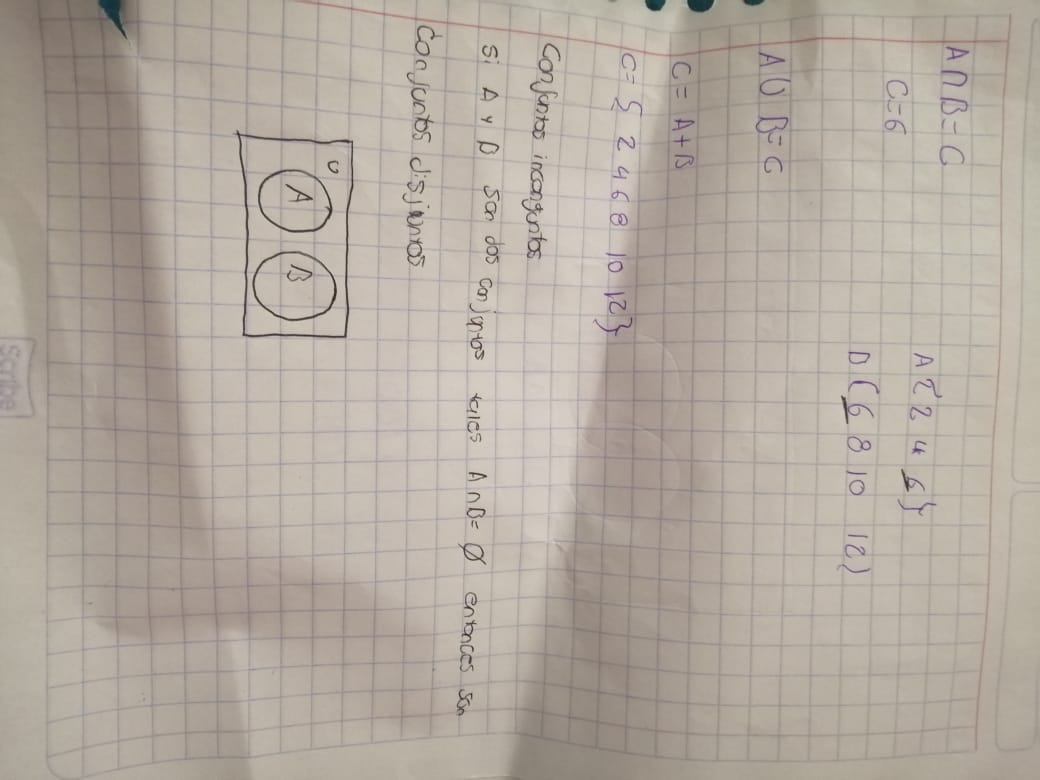 A∩B=C
C=6
A{2 4 6}
B(6 8 10 12)
A∪B=C
C=A+B
C={2 4 6 8 10 12}
Conjuntos inconjuntos
Si A y B son dos conjuntos tales A∩B=∅ entonces son
Conjuntos disjuntos
U
A B
Scribe